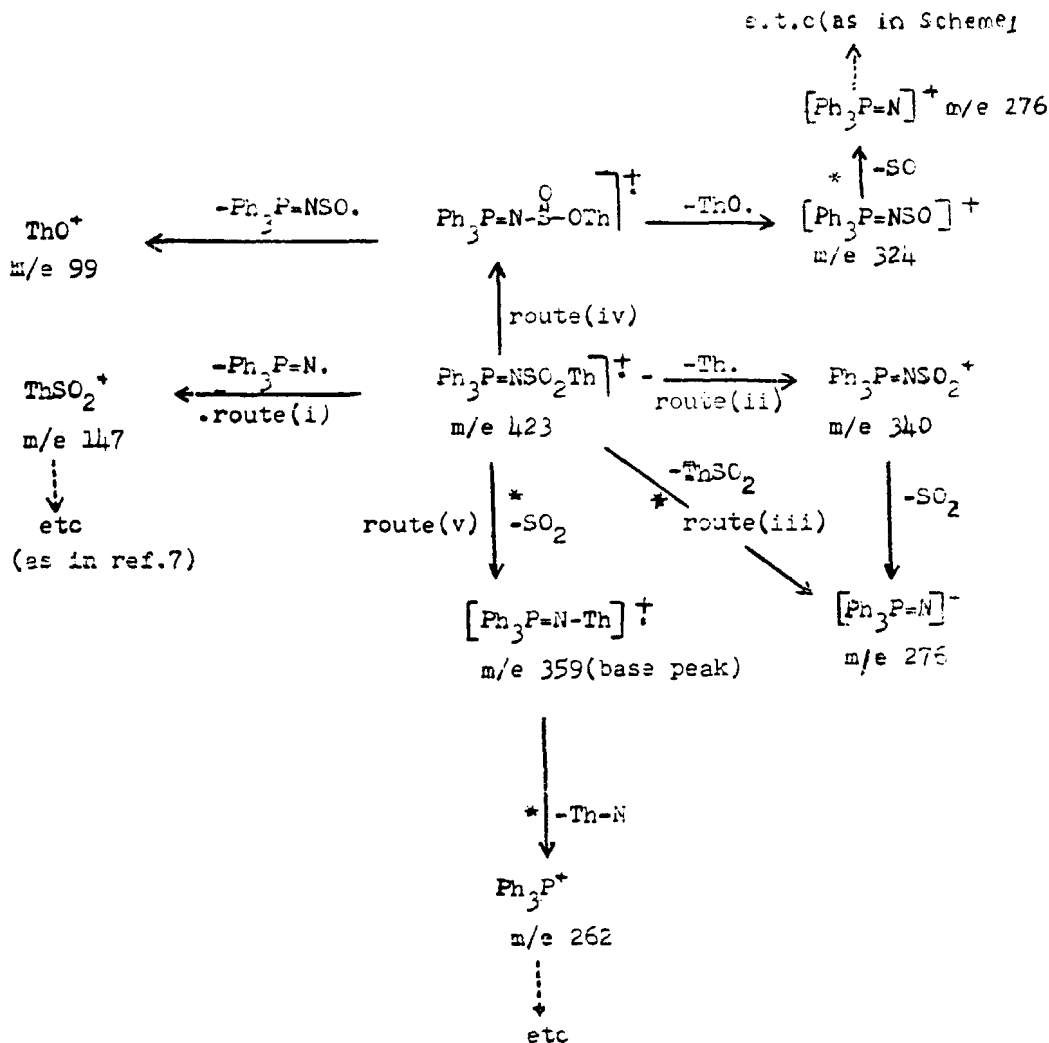 e.t.c(as in Scheme1
[Ph3P=N]+ m/e 276
* -SO
-Ph3P=NSO.
Ph3P=N-S(O)-OTh]+.
-ThO.
[Ph3P=NSO]+
ThO+
m/e 99
m/e 324
route(iv)
-Ph3P=N.
ThSO2+
.route(i)
Ph3P=NSO2Th]+. -
-Th.
route(ii)
Ph3P=NSO2+
m/e 147
m/e 423
m/e 340
etc
(as in ref.7)
route(v)
*
-SO2
-ThSO2
*
route(iii)
-SO2
[Ph3P=N-Th]+.
m/e 359(base peak)
[Ph3P=N]-
m/e 276
* -Th-N
Ph3P+
m/e 262
etc